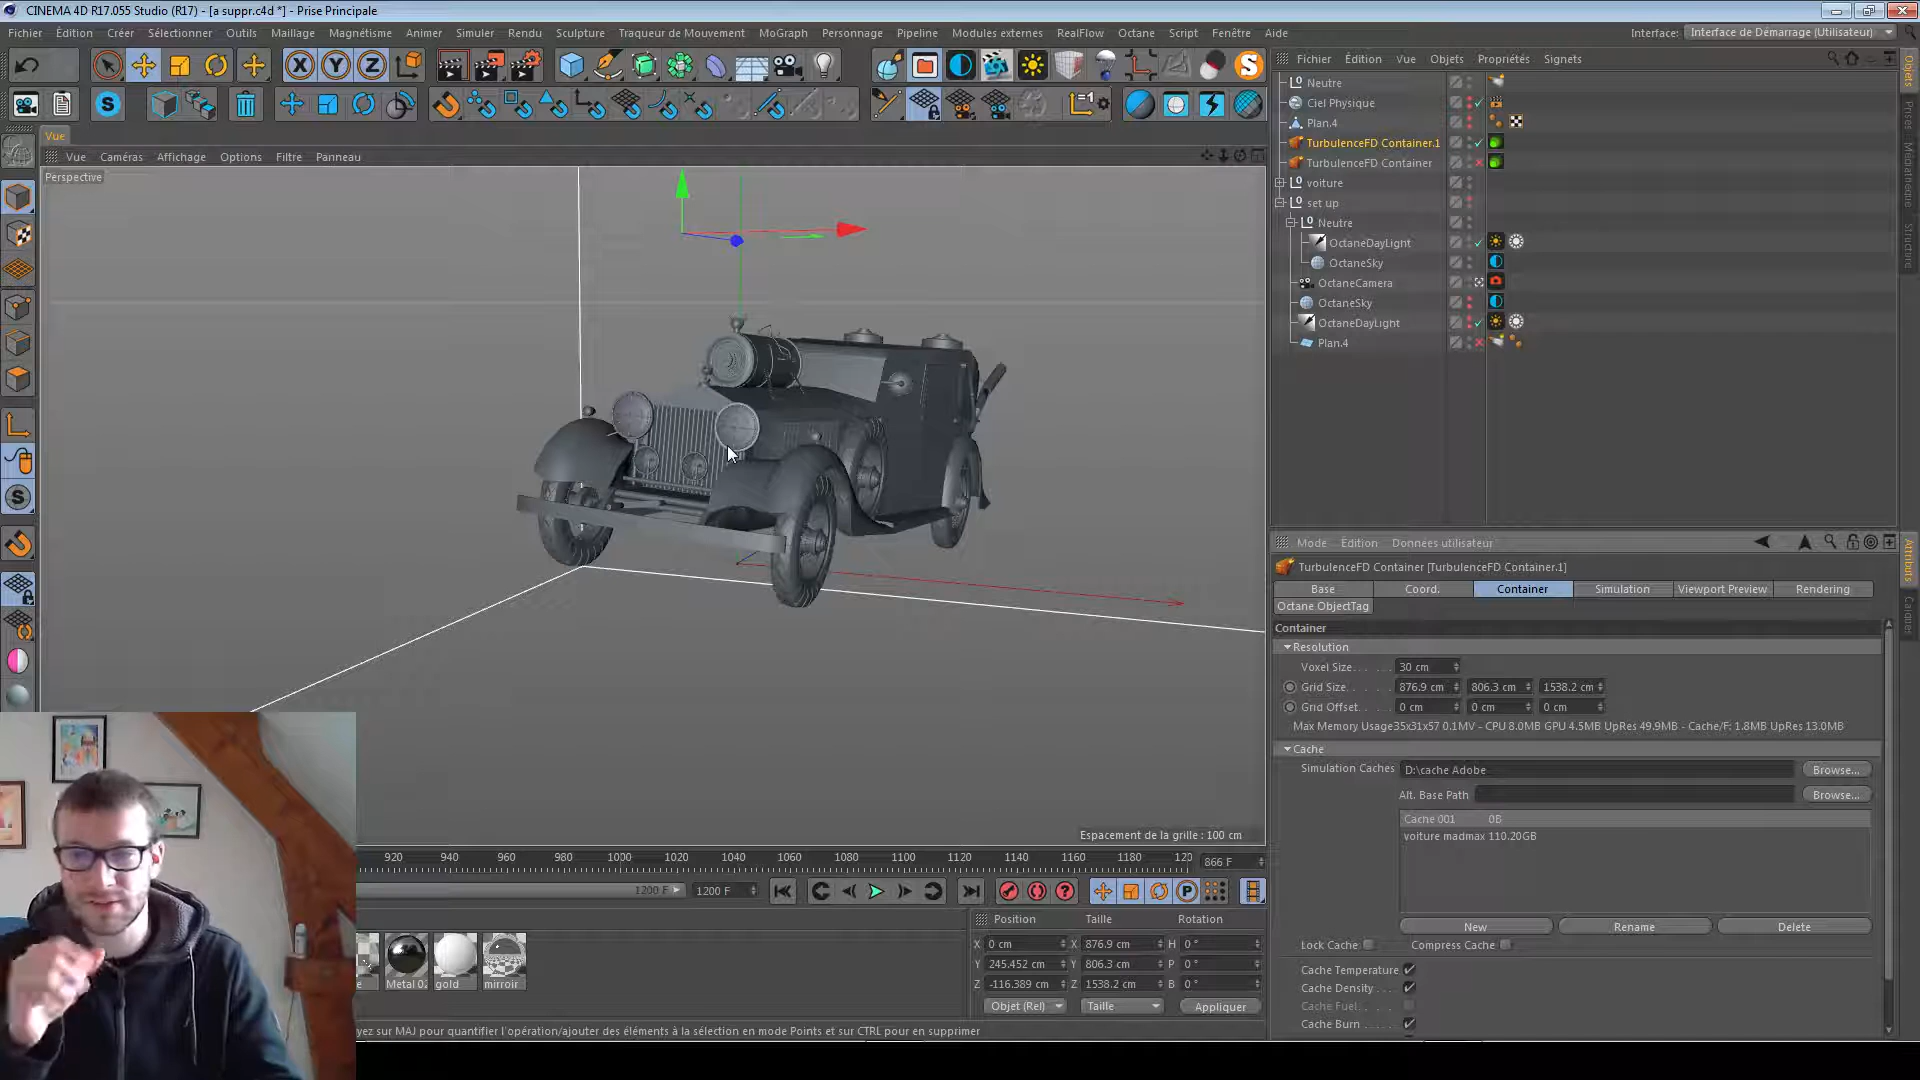 CINEMA 4D R17.055 Studio (R17) - [a suppr.c4d *] - Prise Principale
Fichier Édition Créer Sélectionner Outils Maillage Magnétisme Animer Simuler Rendu Sculpture Traqueur de Mouvement MoGraph Personnage Pipeline Modules externes RealFlow Octane Script Fenêtre Aide
Interface: Interface de Démarrage (Utilisateur)
Vue
Vue Caméras Affichage Options Filtre Panneau
Perspective
Espacement de la grille : 100 cm
Fichier Édition Vue Objets Propriétés Signets
Neutre
Ciel Physique
Plan.4
TurbulenceFD Container.1
TurbulenceFD Container
voiture
set up
Neutre
OctaneDayLight
OctaneSky
OctaneCamera
OctaneSky
OctaneDayLight
Plan.4
Objets
Prises
Structure
Attributs
Calques
Mode Édition Donnees utilisateur
TurbulenceFD Container [TurbulenceFD Container.1]
Base Coord. Container Simulation Viewport Preview Rendering
Octane ObjectTag
Container
Resolution
Voxel Size. . . . . 30 cm
Grid Size. . . . . 876.9 cm 806.3 cm 1538.2 cm
Grid Offset. . . . 0 cm 0 cm 0 cm
Max Memory Usage35x31x57 0.1MV - CPU 8.0MB GPU 4.5MB UpRes 49.9MB - Cache/F: 1.8MB UpRes 13.0MB
Cache
Simulation Caches D:\cache Adobe Browse...
Alt. Base Path Browse...
Cache 001 0B
voiture madmax 110.20GB
New Rename Delete
Lock Cache Compress Cache
Cache Temperature
Cache Density . . .
Cache Fuel. . . . .
Cache Burn . . . .
920 940 960 980 1000 1020 1040 1060 1080 1100 1120 1140 1160 1180 120 866 F
1200 F 1200 F
Metal 02 gold mirroir
Position Taille Rotation
X 0 cm X 876.9 cm H 0 °
Y 245.452 cm Y 806.3 cm P 0 °
Z -116.389 cm Z 1538.2 cm B 0 °
Objet (Rel) Taille Appliquer
yez sur MAJ pour quantifier l'opération/ajouter des éléments à la sélection en mode Points et sur CTRL pour en supprimer